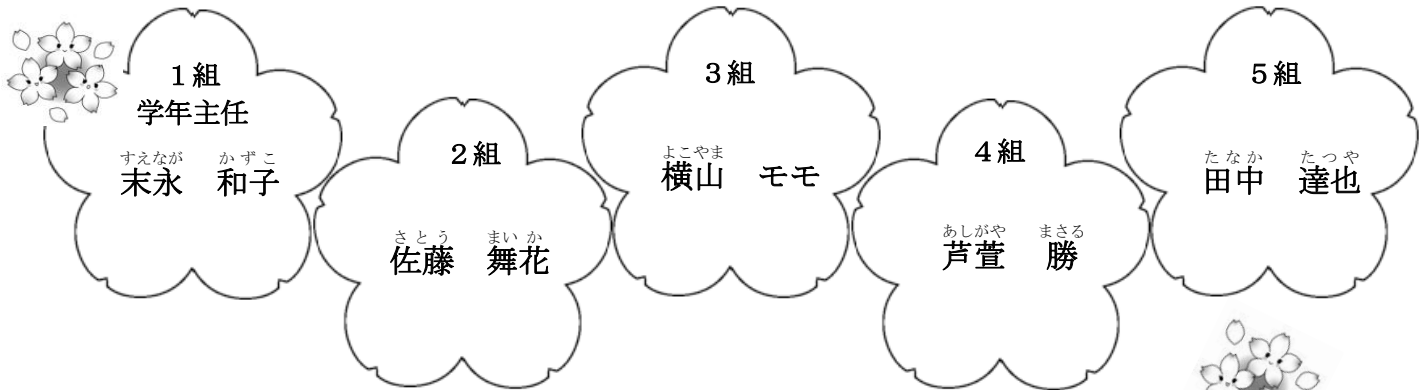 1組
学年主任
すえなが かずこ
末永 和子
2組
さとう まいか
佐藤 舞花
3組
よこやま
横山 モモ
4組
あしがや まさる
芦萱 勝
5組
たなか たつや
田中 達也